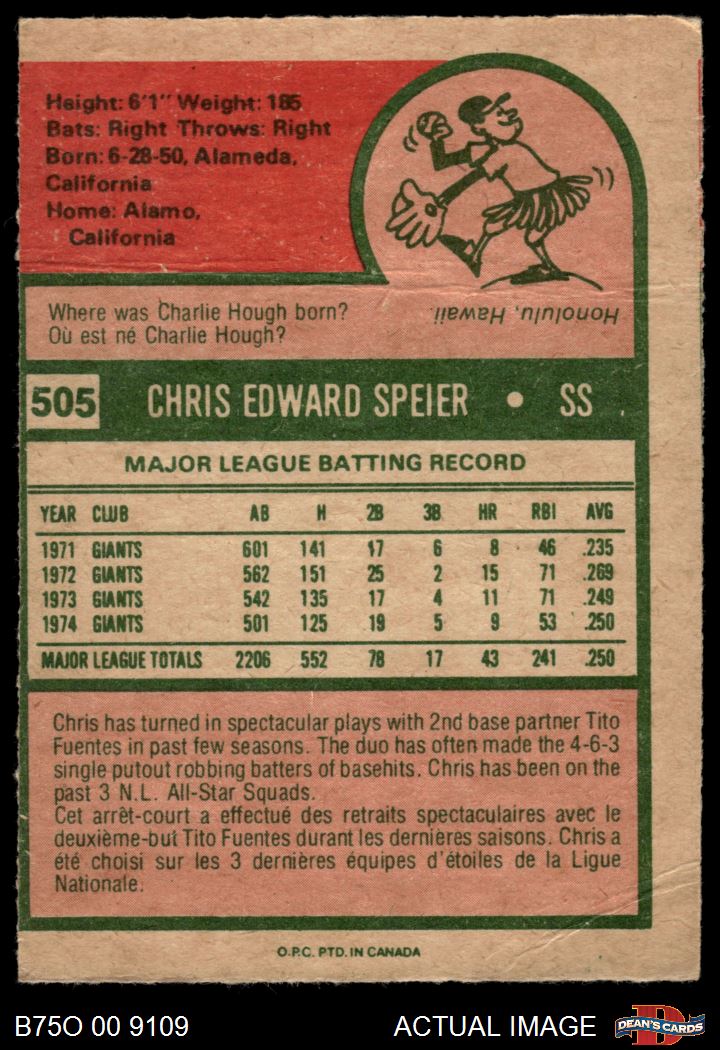 Height: 6'1" Weight: 185
Bats: Right Throws: Right
Born: 6-28-50, Alameda,
California
Home: Alamo,
California
Where was Charlie Hough born?
Où est né Charlie Hough?
Honolulu, Hawaii
505 CHRIS EDWARD SPEIER • SS
MAJOR LEAGUE BATTING RECORD
YEAR CLUB AB H 2B 3B HR RBI AVG
1971 GIANTS 601 141 17 6 8 46 .235
1972 GIANTS 562 151 25 2 15 71 .269
1973 GIANTS 542 135 17 4 11 71 .249
1974 GIANTS 501 125 19 5 9 53 .250
MAJOR LEAGUE TOTALS 2206 552 78 17 43 241 .250
Chris has turned in spectacular plays with 2nd base partner Tito
Fuentes in past few seasons. The duo has often made the 4-6-3
single putout robbing batters of basehits. Chris has been on the
past 3 N.L. All-Star Squads.
Cet arrêt-court a effectué des retraits spectaculaires avec le
deuxième-but Tito Fuentes durant les dernières saisons. Chris a
été choisi sur les 3 dernières équipes d'étoiles de la Ligue
Nationale.
O.P.C. PTD. IN CANADA
B75O 00 9109 ACTUAL IMAGE D DEAN'S CARDS